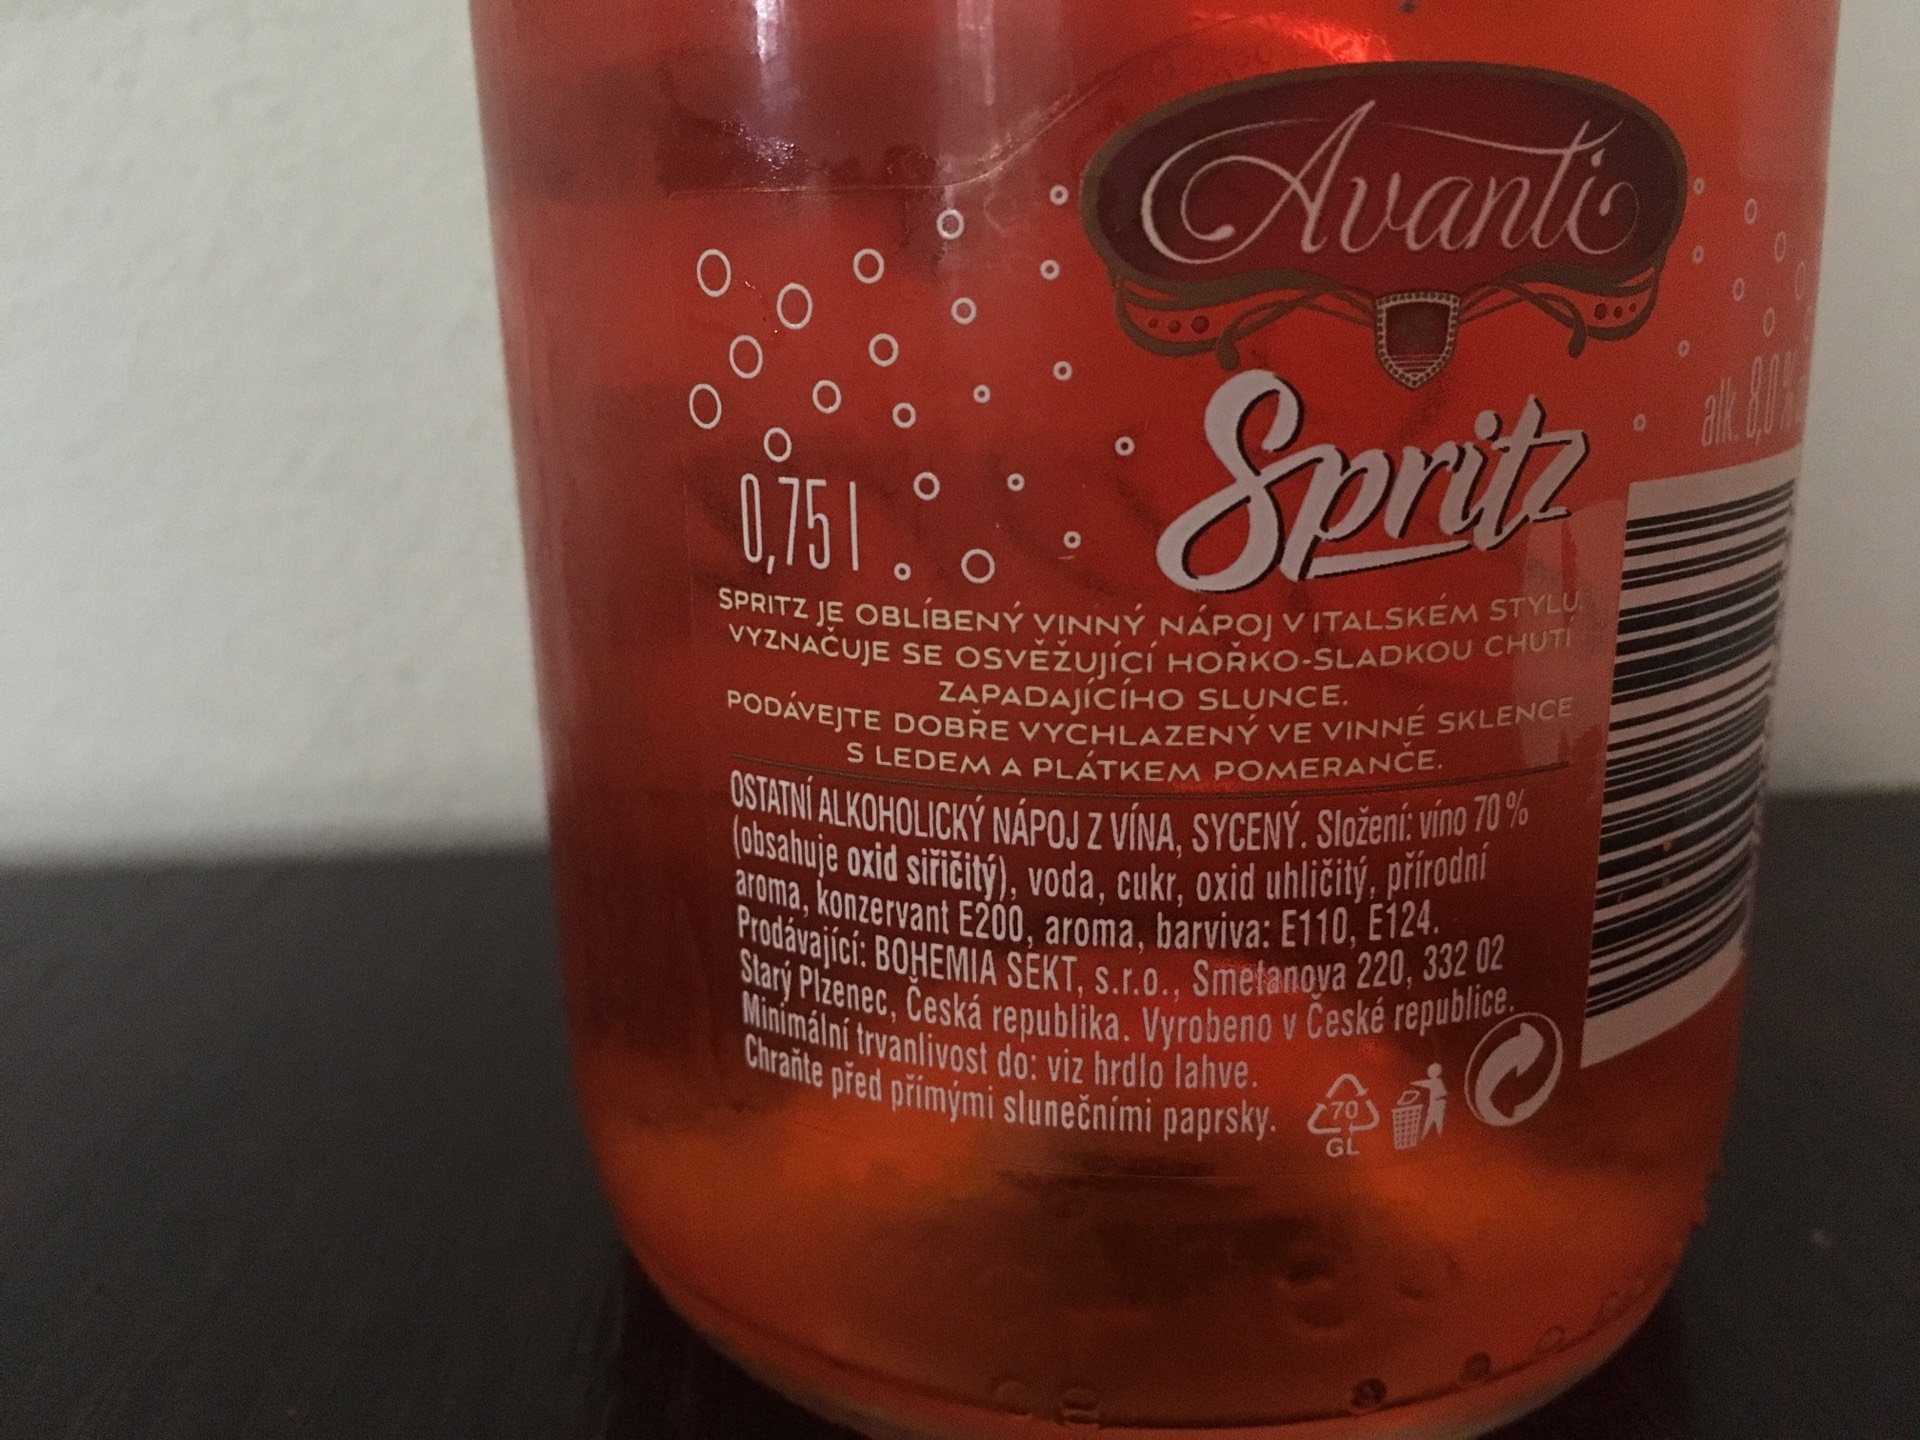 Avanti
Spritz
alk. 8,0%
0,75 l
SPRITZ JE OBLÍBENÝ VINNÝ NÁPOJ V ITALSKÉM STYLU.
VYZNAČUJE SE OSVĚŽUJÍCÍ HOŘKO-SLADKOU CHUTÍ
ZAPADAJÍCÍHO SLUNCE.
PODÁVEJTE DOBŘE VYCHLAZENÝ VE VINNÉ SKLENCE
S LEDEM A PLÁTKEM POMERANČE.
OSTATNÍ ALKOHOLICKÝ NÁPOJ Z VÍNA, SYCENÝ. Složení: víno 70 %
(obsahuje oxid siřičitý), voda, cukr, oxid uhličitý, přírodní
aroma, konzervant E200, aroma, barviva: E110, E124.
Prodávající: BOHEMIA SEKT, s.r.o., Smetanova 220, 332 02
Starý Plzenec, Česká republika. Vyrobeno v České republice.
Minimální trvanlivost do: viz hrdlo lahve.
Chraňte před přímými slunečními paprsky.
70
GL